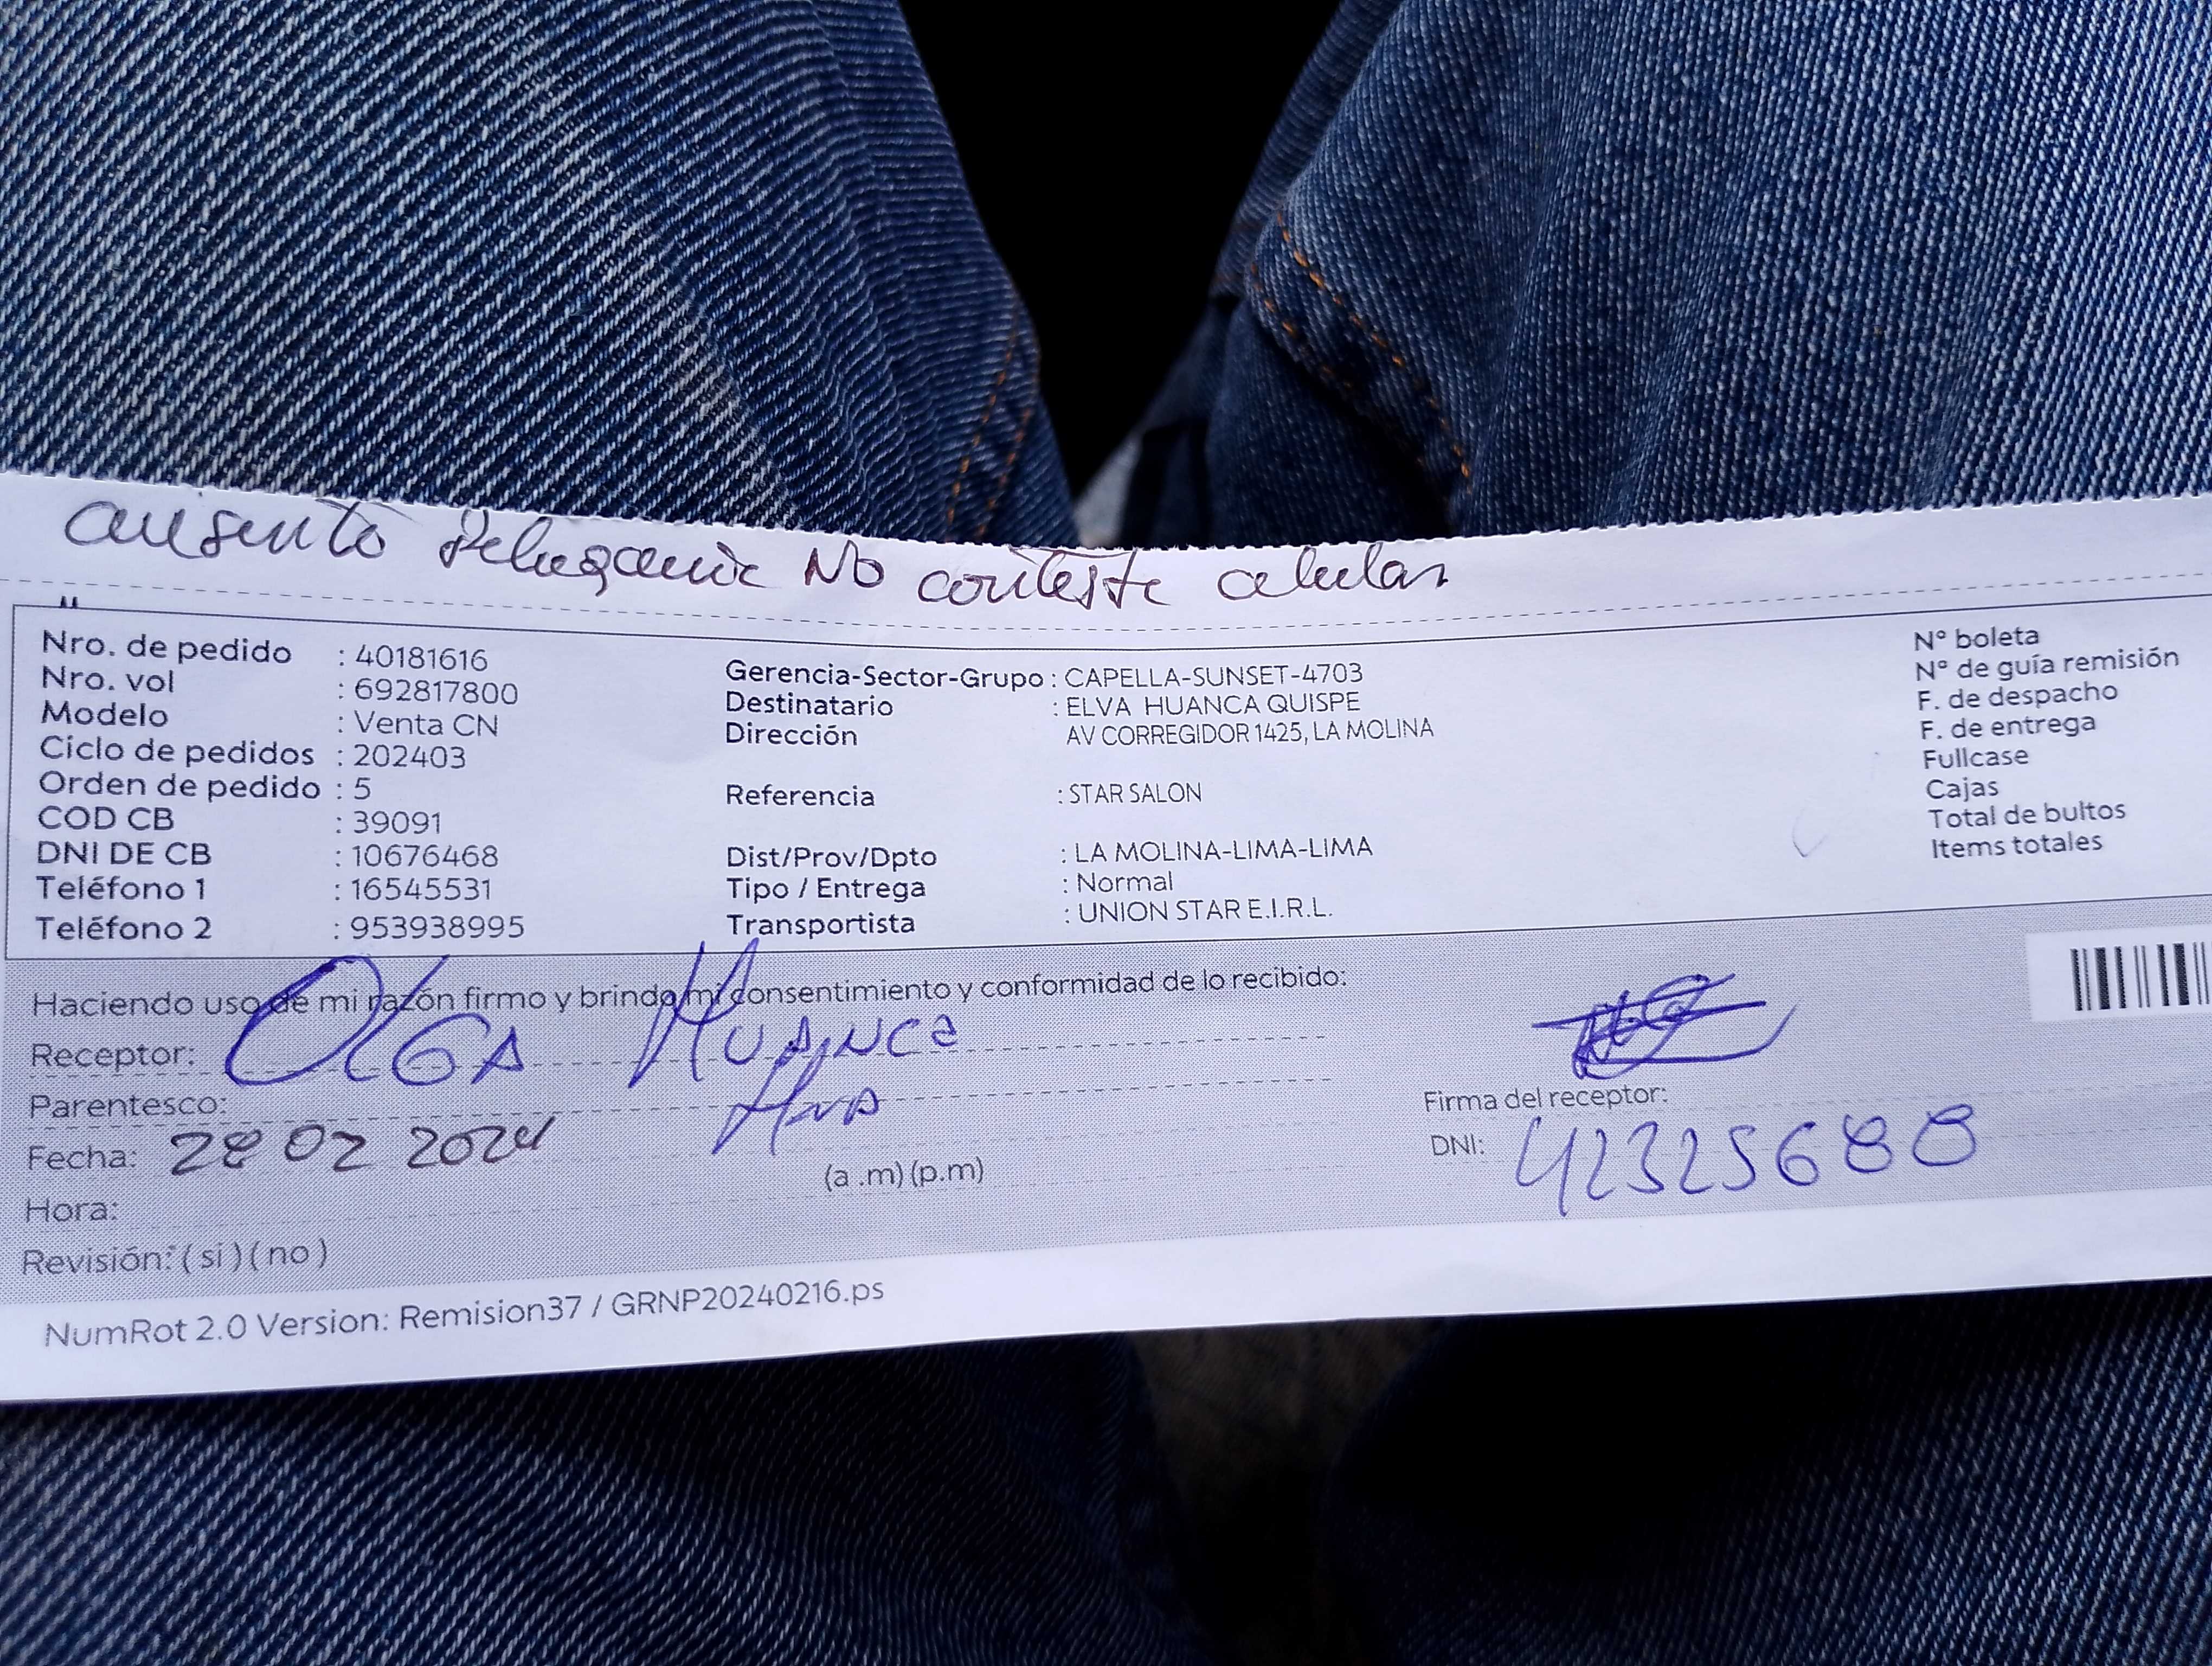 ausente Peluqueria No conteste celular
Nro. de pedido : 40181616
Nro. vol : 692817800
Modelo : Venta CN
Ciclo de pedidos : 202403
Orden de pedido : 5
COD CB : 39091
DNI DE CB : 10676468
Teléfono 1 : 16545531
Teléfono 2 : 953938995
Gerencia-Sector-Grupo : CAPELLA-SUNSET-4703
Destinatario : ELVA HUANCA QUISPE
Dirección AV CORREGIDOR 1425, LA MOLINA
Referencia : STAR SALON
Dist/Prov/Dpto : LA MOLINA-LIMA-LIMA
Tipo / Entrega : Normal
Transportista : UNION STAR E.I.R.L.
N° boleta
N° de guía remisión
F. de despacho
F. de entrega
Fullcase
Cajas
Total de bultos
Items totales
Haciendo uso de mi razón firmo y brindo mi consentimiento y conformidad de lo recibido:
Receptor: OLGA HUANCA
Parentesco: Hna
Fecha: 28 02 2024
Hora: (a .m) (p.m)
Revisión: ( si ) ( no )
Firma del receptor:
DNI: 42325688
NumRot 2.0 Version: Remision37 / GRNP20240216.ps